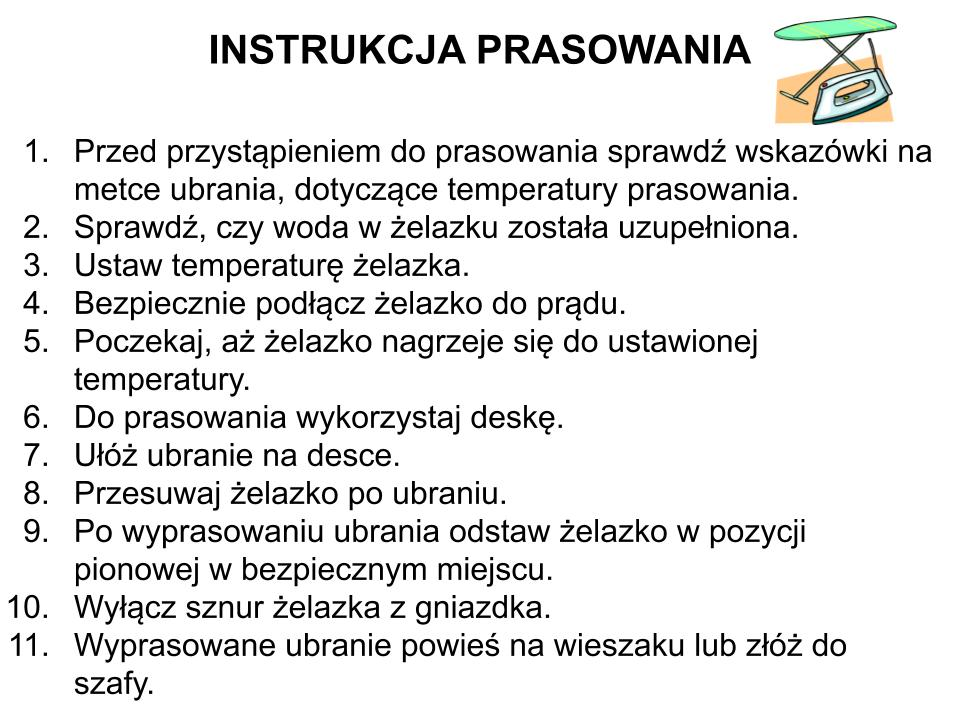 INSTRUKCJA PRASOWANIA
1. Przed przystąpieniem do prasowania sprawdź wskazówki na
metce ubrania, dotyczące temperatury prasowania.
2. Sprawdź, czy woda w żelazku została uzupełniona.
3. Ustaw temperaturę żelazka.
4. Bezpiecznie podłącz żelazko do prądu.
5. Poczekaj, aż żelazko nagrzeje się do ustawionej
temperatury.
6. Do prasowania wykorzystaj deskę.
7. Ułóż ubranie na desce.
8. Przesuwaj żelazko po ubraniu.
9. Po wyprasowaniu ubrania odstaw żelazko w pozycji
pionowej w bezpiecznym miejscu.
10. Wyłącz sznur żelazka z gniazdka.
11. Wyprasowane ubranie powieś na wieszaku lub złóż do
szafy.